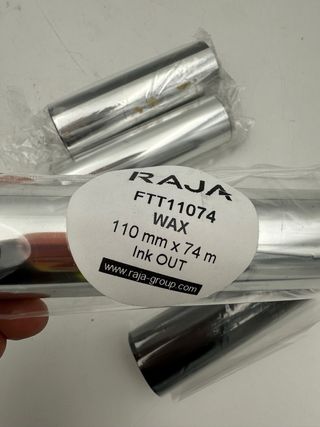 RAJA
FTT11074
WAX
110 mm x 74 m
Ink OUT
www.raja-group.com